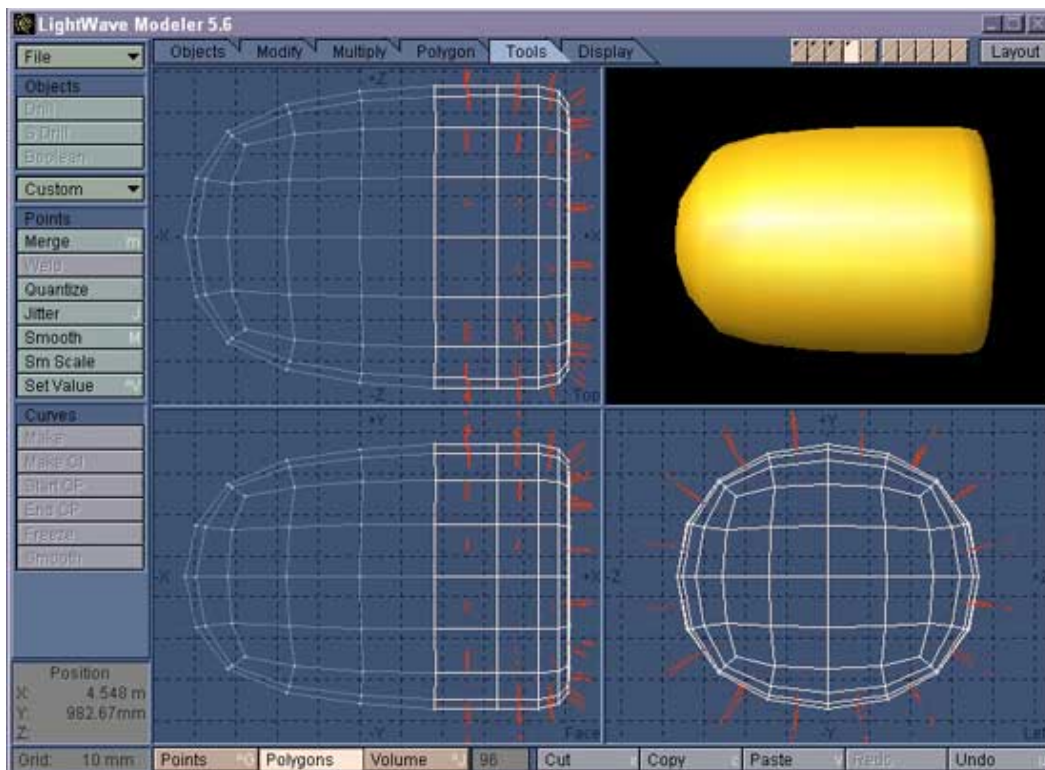 LightWave Modeler 5.6
File
Objects Modify Multiply Polygon Tools Display
Layout
Objects
Drill
S Drill
Boolean
Custom
Points
Merge m
Weld
Quantize
Jitter J
Smooth M
Sm Scale
Set Value
Curves
Make
Make Cl
Start CP
End CP
Freeze
Smooth
+Z
-X
+X
-Z
Top
+Y
-X
+X
-Y
Face
+Y
-Z
+Z
-Y
Left
Position
X: 4.548 m
Y: 982.67mm
Z:
Grid: 10 mm
Points
Polygons
Volume
96
Cut
Copy
Paste
Redo
Undo